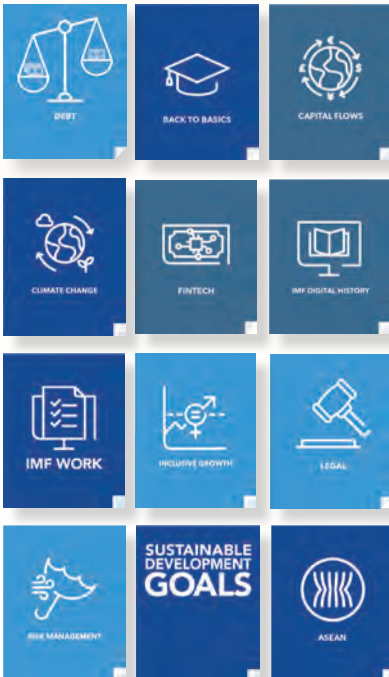 DEBT
BACK TO BASICS
CAPITAL FLOWS
CLIMATE CHANGE
FINTECH
IMF DIGITAL HISTORY
IMF WORK
INCLUSIVE GROWTH
LEGAL
RISK MANAGEMENT
SUSTAINABLE
DEVELOPMENT
GOALS
ASEAN